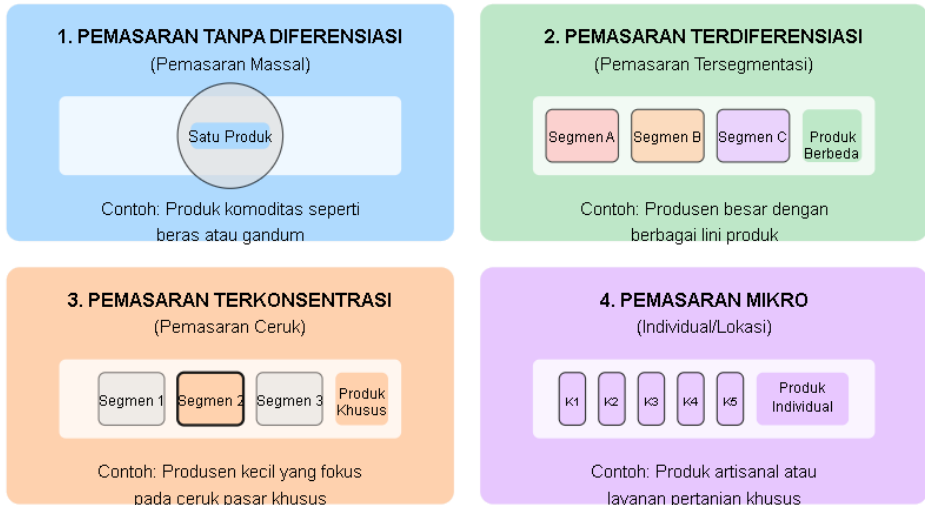 1. PEMASARAN TANPA DIFERENSIASI
(Pemasaran Massal)
Satu Produk
Contoh: Produk komoditas seperti
beras atau gandum
2. PEMASARAN TERDIFERENSIASI
(Pemasaran Tersegmentasi)
Segmen A
Segmen B
Segmen C
Produk
Berbeda
Contoh: Produsen besar dengan
berbagai lini produk
3. PEMASARAN TERKONSENTRASI
(Pemasaran Ceruk)
Segmen 1
Segmen 2
Segmen 3
Produk
Khusus
Contoh: Produsen kecil yang fokus
pada ceruk pasar khusus
4. PEMASARAN MIKRO
(Individual/Lokasi)
K1
K2
K3
K4
K5
Produk
Individual
Contoh: Produk artisanal atau
layanan pertanian khusus